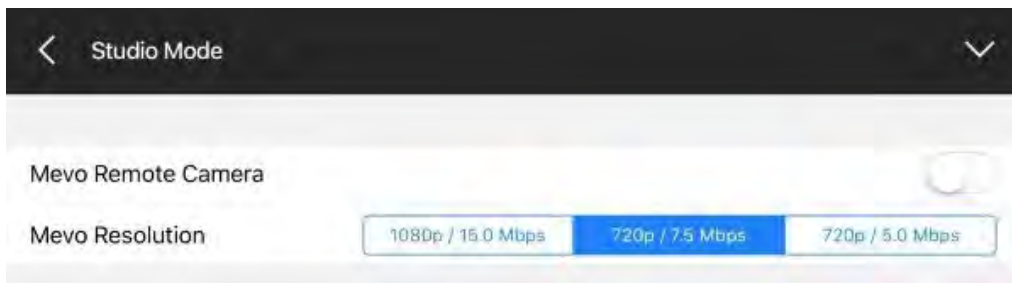 Studio Mode
Mevo Remote Camera
Mevo Resolution 1080p / 15.0 Mbps 720p / 7.5 Mbps 720p / 5.0 Mbps